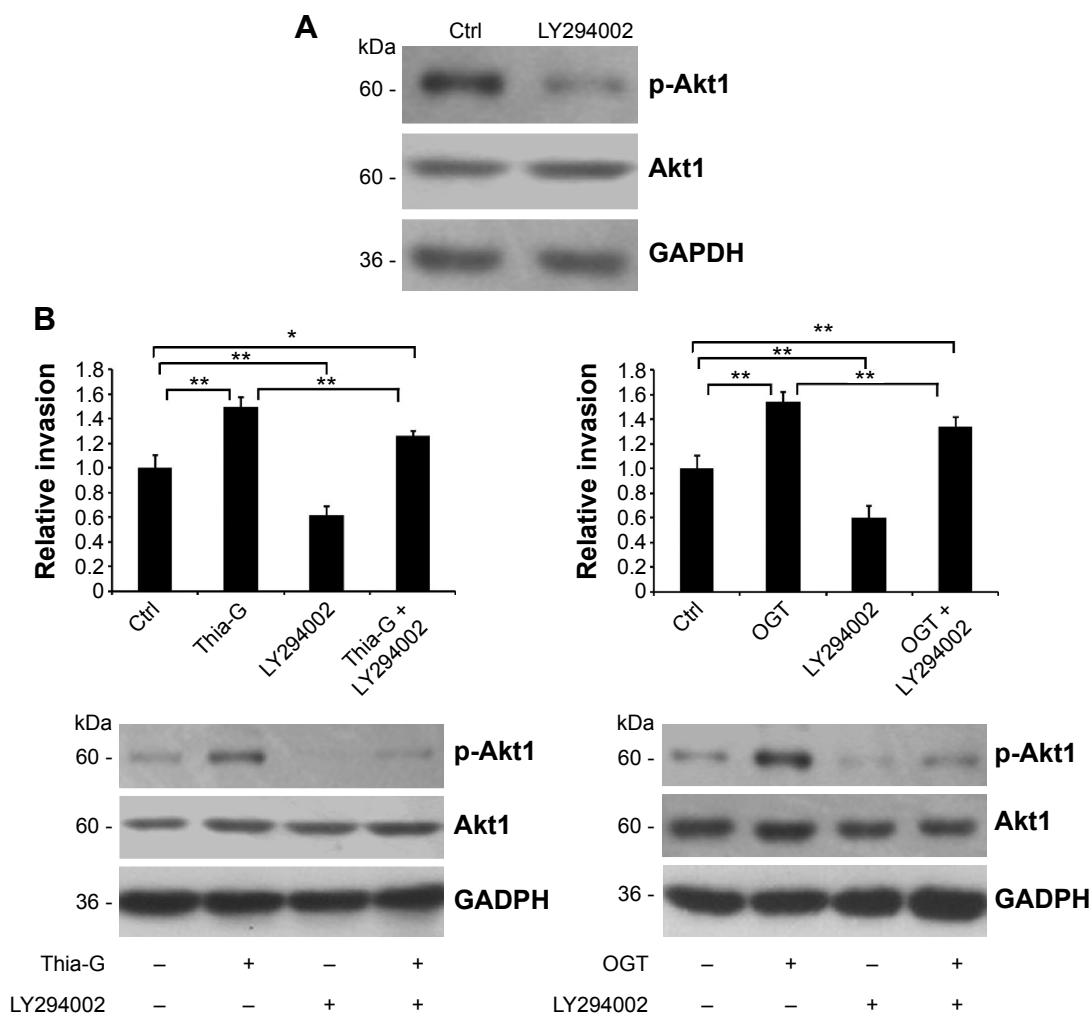 A
Ctrl LY294002
kDa
60 - p-Akt1
60 - Akt1
36 - GAPDH
B
*
**
** **
Relative invasion
1.8
1.6
1.4
1.2
1.0
0.8
0.6
0.4
0.2
0
Ctrl
Thia-G
LY294002
Thia-G +
LY294002
**
**
** **
Relative invasion
1.8
1.6
1.4
1.2
1.0
0.8
0.6
0.4
0.2
0
Ctrl
OGT
LY294002
OGT +
LY294002
kDa
60 - p-Akt1
60 - Akt1
36 - GADPH
Thia-G – + – +
LY294002 – – + +
kDa
60 - p-Akt1
60 - Akt1
36 - GADPH
OGT – + – +
LY294002 – – + +